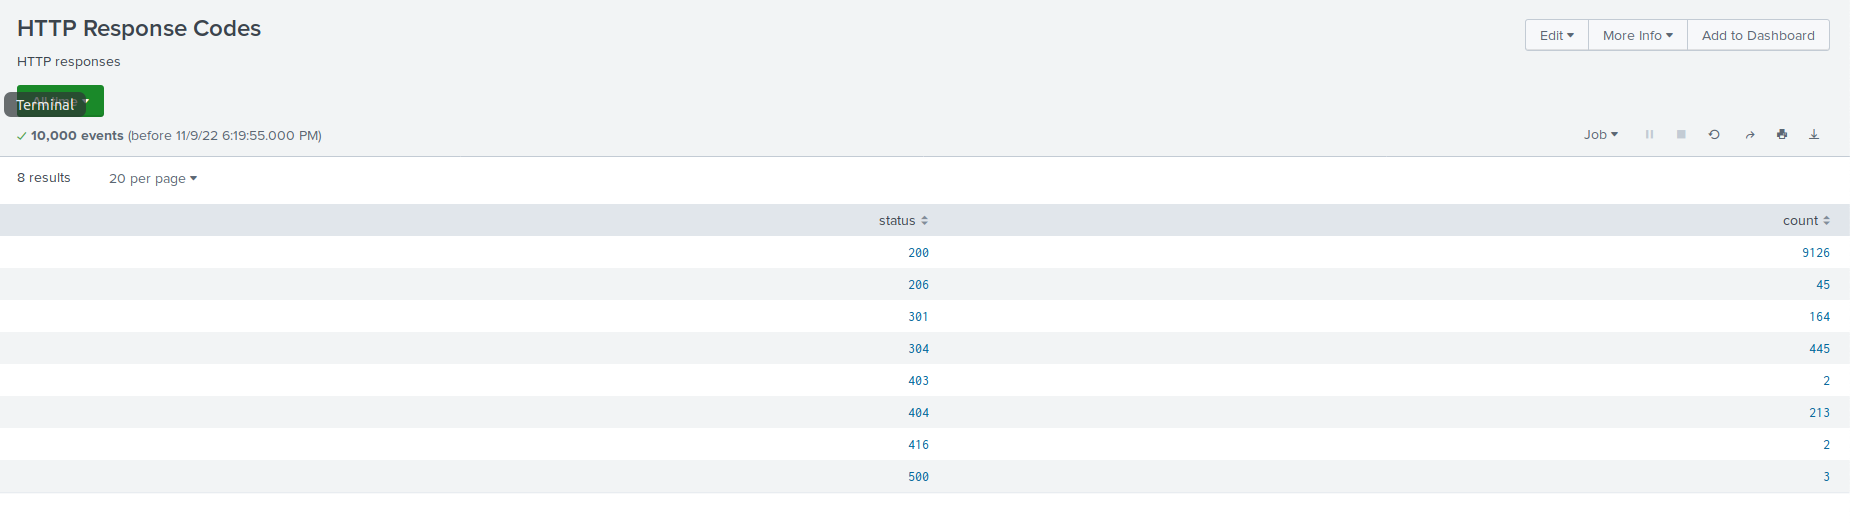 HTTP Response Codes
Edit More Info Add to Dashboard
HTTP responses
Terminal
10,000 events (before 11/9/22 6:19:55.000 PM)
Job
8 results 20 per page
status count
200 9126
206 45
301 164
304 445
403 2
404 213
416 2
500 3